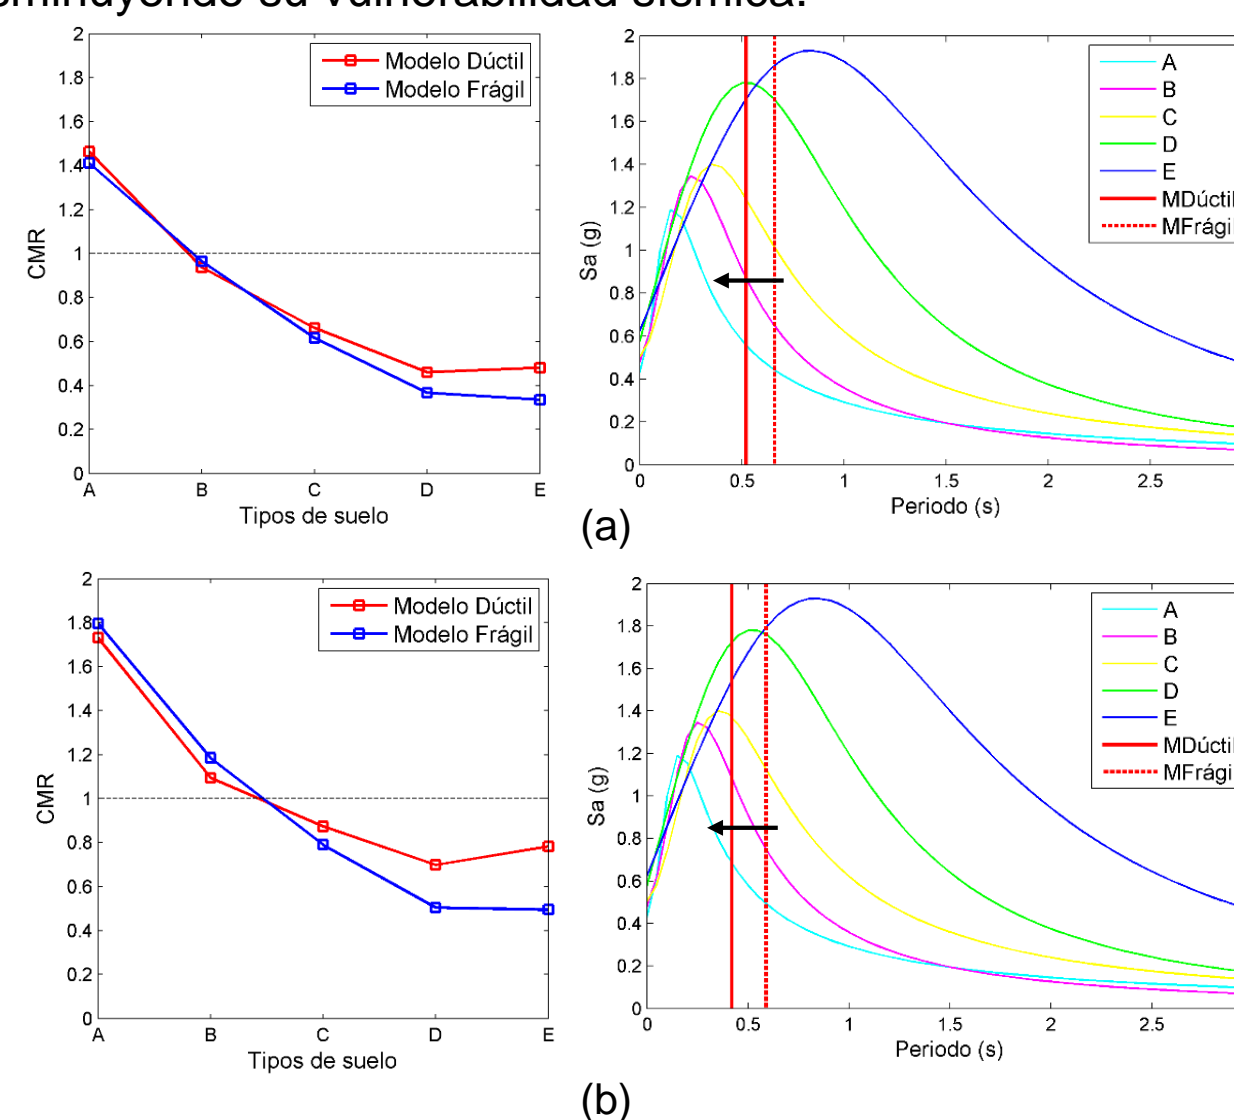 sminuyendo su vulnerabilidad sísmica.
2
1.8
1.6
1.4
1.2
1
0.8
0.6
0.4
0.2
0
CMR
Modelo Dúctil
Modelo Frágil
A B C D E
Tipos de suelo
2
1.8
1.6
1.4
1.2
1
0.8
0.6
0.4
0.2
0
Sa (g)
A
B
C
D
E
MDúctil
MFrágil
0 0.5 1 1.5 2 2.5
Periodo (s)
(a)
2
1.8
1.6
1.4
1.2
1
0.8
0.6
0.4
0.2
0
CMR
Modelo Dúctil
Modelo Frágil
A B C D E
Tipos de suelo
2
1.8
1.6
1.4
1.2
1
0.8
0.6
0.4
0.2
0
Sa (g)
A
B
C
D
E
MDúctil
MFrágil
0 0.5 1 1.5 2 2.5
Periodo (s)
(b)